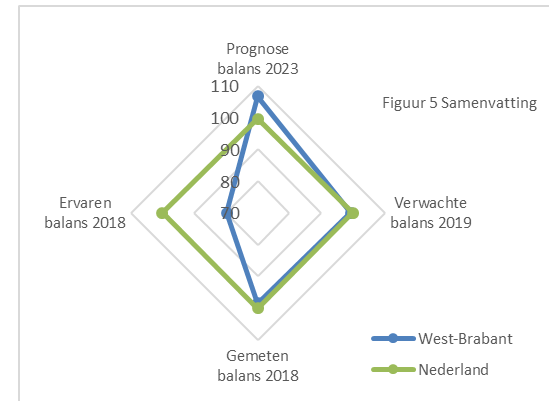 Prognose
balans 2023
110
100
90
80
70
Figuur 5 Samenvatting
Ervaren
balans 2018
Verwachte
balans 2019
Gemeten
balans 2018
West-Brabant
Nederland